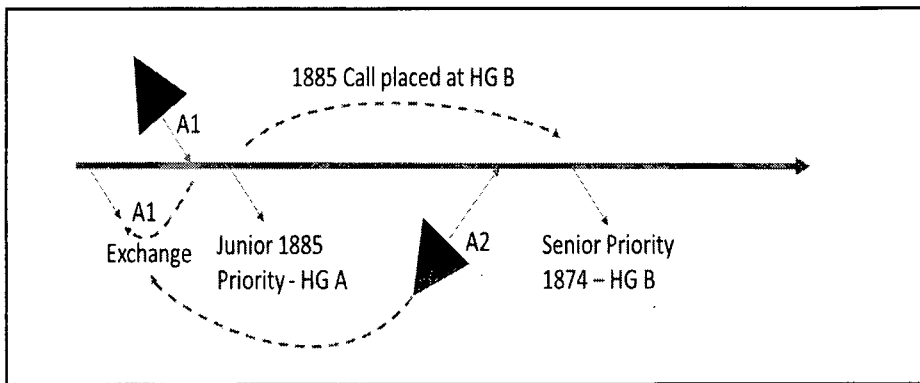 1885 Call placed at HG B
A1
A1
Exchange
Junior 1885
Priority - HG A
A2
Senior Priority
1874 – HG B